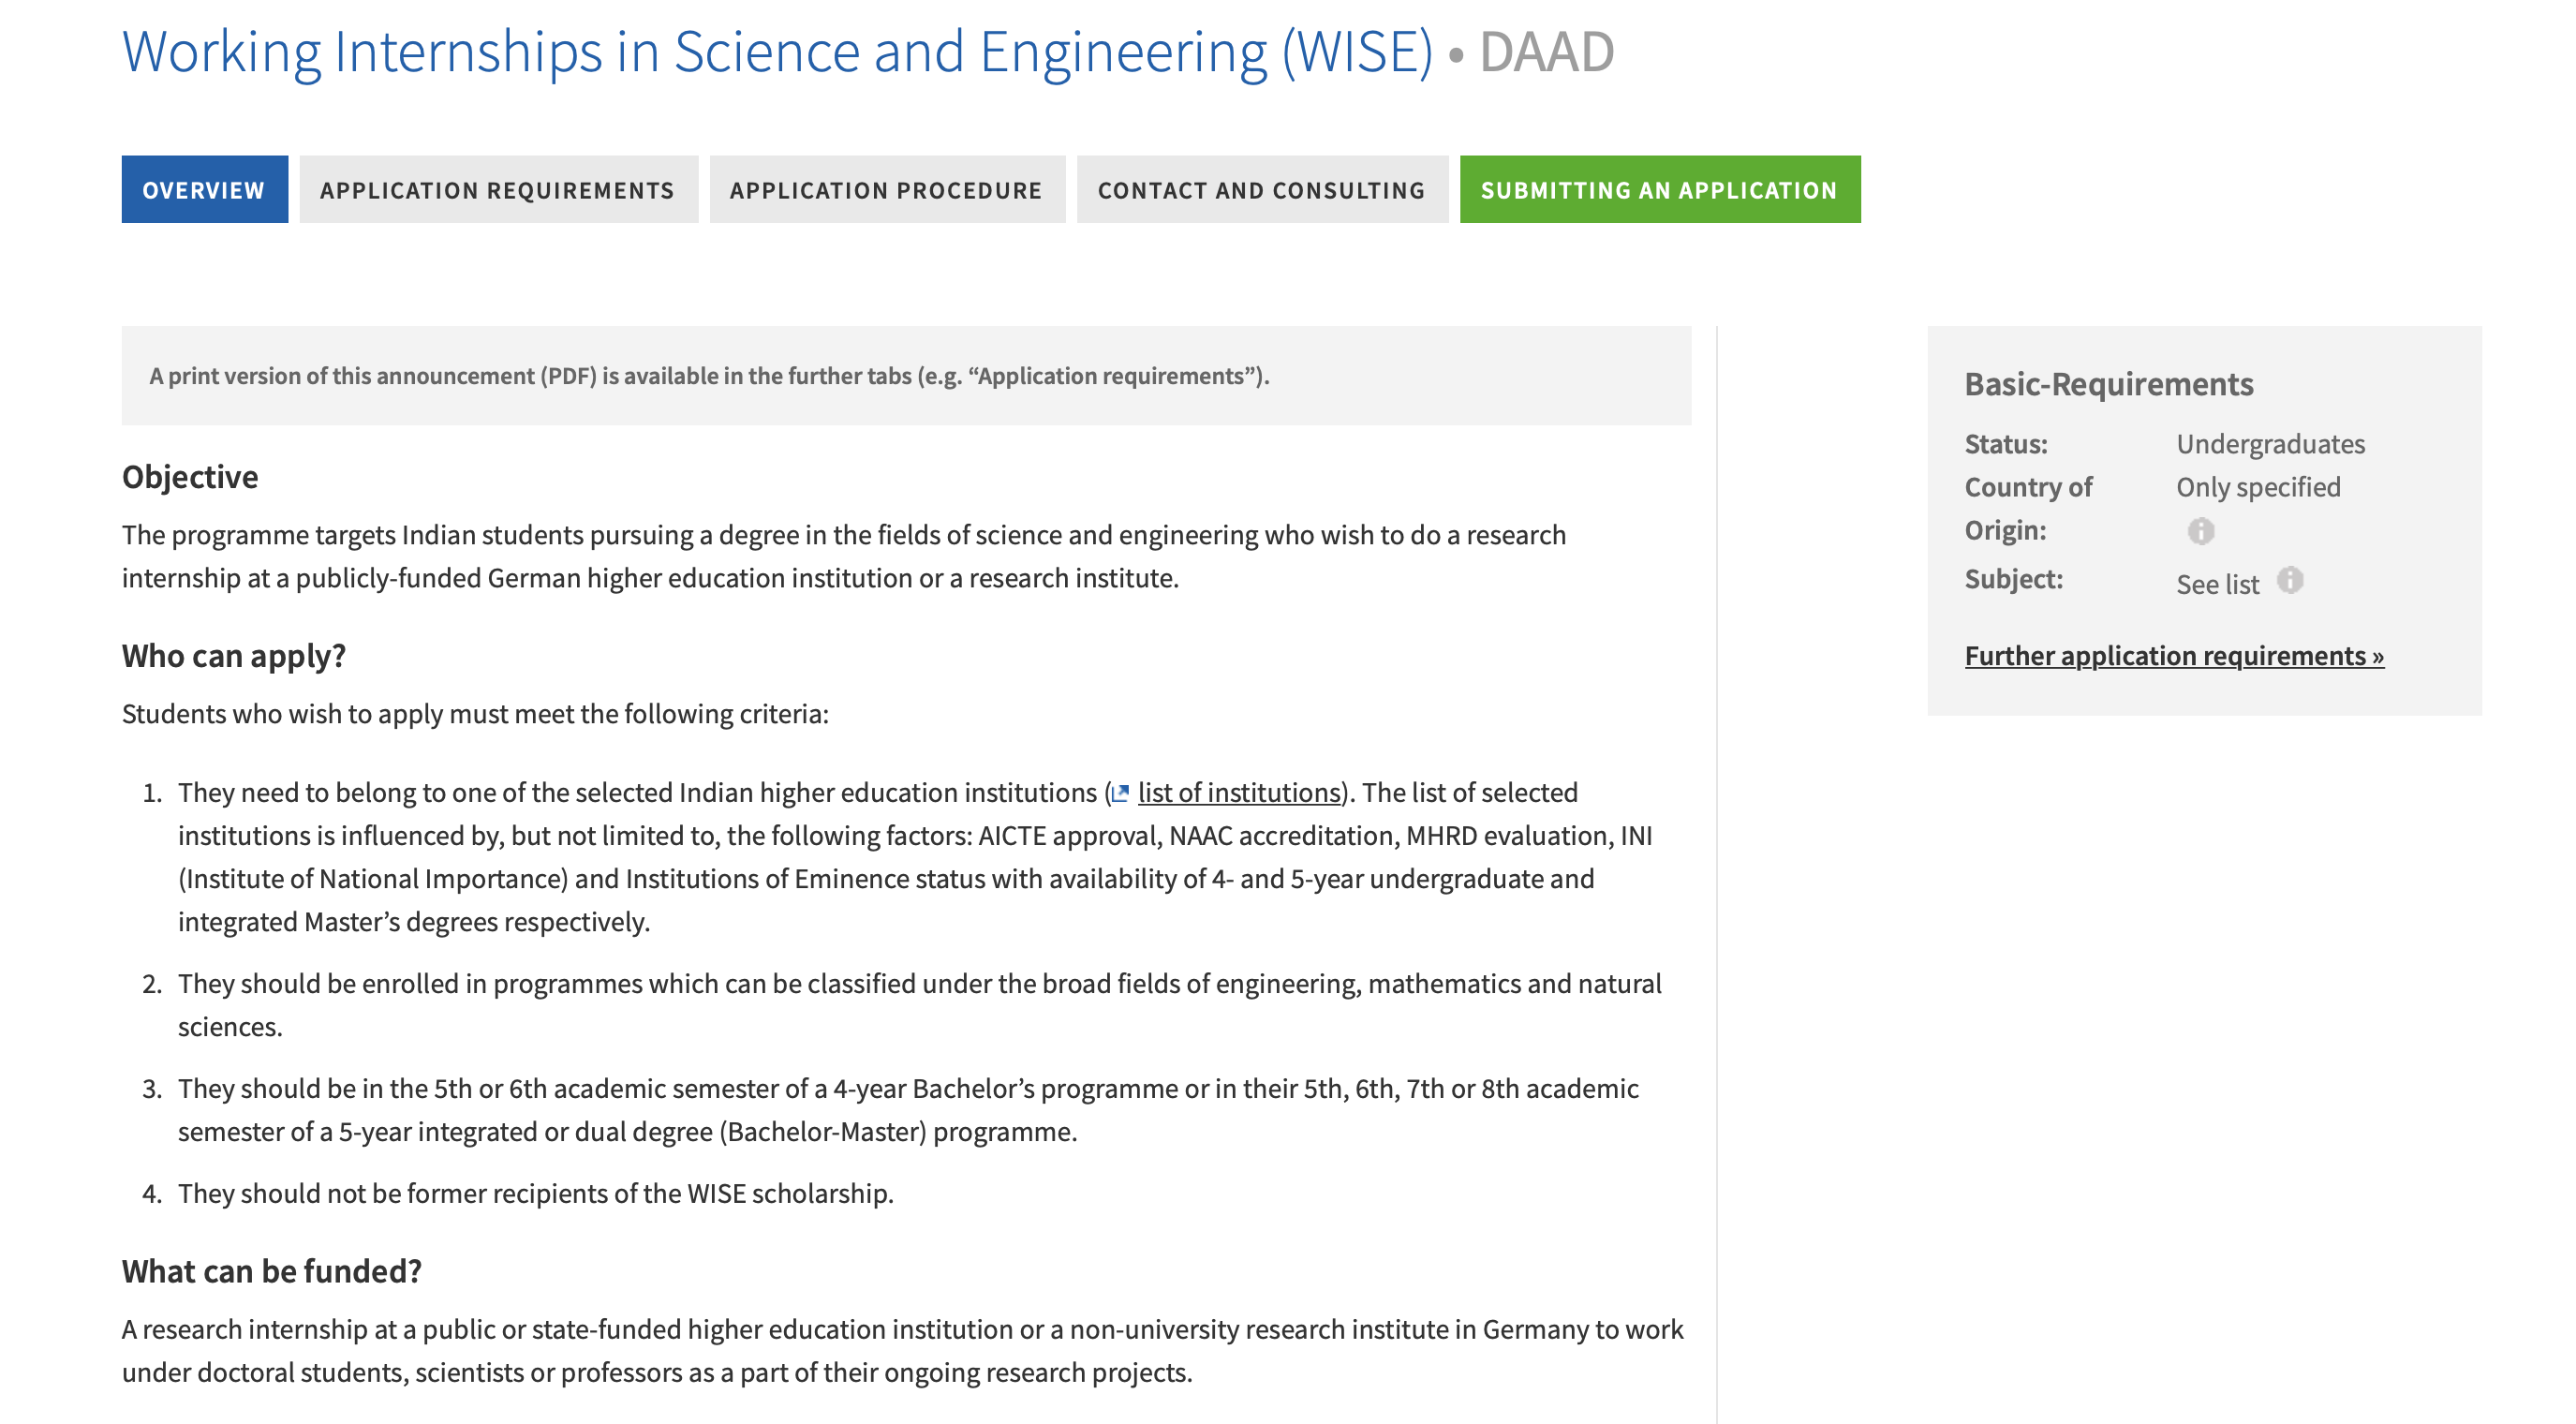 Working Internships in Science and Engineering (WISE) • DAAD
OVERVIEW
APPLICATION REQUIREMENTS
APPLICATION PROCEDURE
CONTACT AND CONSULTING
SUBMITTING AN APPLICATION
A print version of this announcement (PDF) is available in the further tabs (e.g. “Application requirements”).
Objective
The programme targets Indian students pursuing a degree in the fields of science and engineering who wish to do a research
internship at a publicly-funded German higher education institution or a research institute.
Who can apply?
Students who wish to apply must meet the following criteria:
1. They need to belong to one of the selected Indian higher education institutions (list of institutions). The list of selected
institutions is influenced by, but not limited to, the following factors: AICTE approval, NAAC accreditation, MHRD evaluation, INI
(Institute of National Importance) and Institutions of Eminence status with availability of 4- and 5-year undergraduate and
integrated Master’s degrees respectively.
2. They should be enrolled in programmes which can be classified under the broad fields of engineering, mathematics and natural
sciences.
3. They should be in the 5th or 6th academic semester of a 4-year Bachelor’s programme or in their 5th, 6th, 7th or 8th academic
semester of a 5-year integrated or dual degree (Bachelor-Master) programme.
4. They should not be former recipients of the WISE scholarship.
What can be funded?
A research internship at a public or state-funded higher education institution or a non-university research institute in Germany to work
under doctoral students, scientists or professors as a part of their ongoing research projects.
Basic-Requirements
Status: Undergraduates
Country of Only specified
Origin:
Subject: See list
Further application requirements »